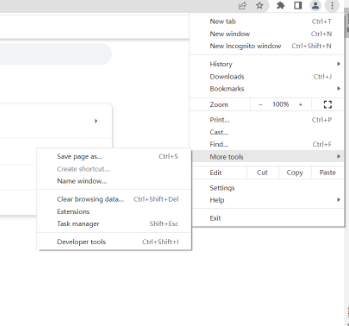 New tab Ctrl+T
New window Ctrl+N
New Incognito window Ctrl+Shift+N
History
Downloads Ctrl+J
Bookmarks
Zoom − 100% +
Print... Ctrl+P
Cast...
Find... Ctrl+F
More tools
Edit Cut Copy Paste
Settings
Help
Exit
Save page as... Ctrl+S
Create shortcut...
Name window...
Clear browsing data... Ctrl+Shift+Del
Extensions
Task manager Shift+Esc
Developer tools Ctrl+Shift+I